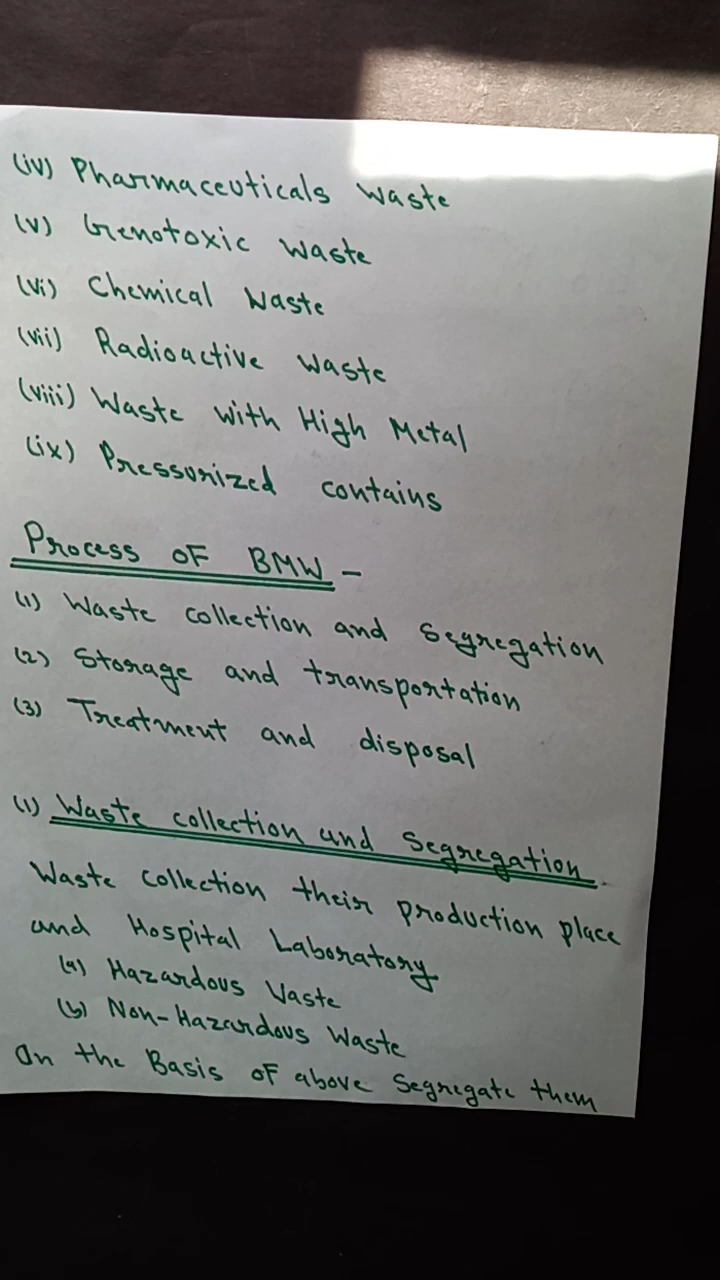 (iv) Pharmaceuticals Waste
(v) Genotoxic Waste
(vi) Chemical Waste
(vii) Radioactive Waste
(viii) Waste with High Metal
(ix) Pressurized contains
Process of BMW -
(1) Waste collection and Segregation
(2) Storage and transportation
(3) Treatment and disposal
(1) Waste collection and Segregation
Waste collection their production place
and Hospital Laboratory
(a) Hazardous Waste
(b) Non-Hazardous Waste
On the Basis of above Segregate them